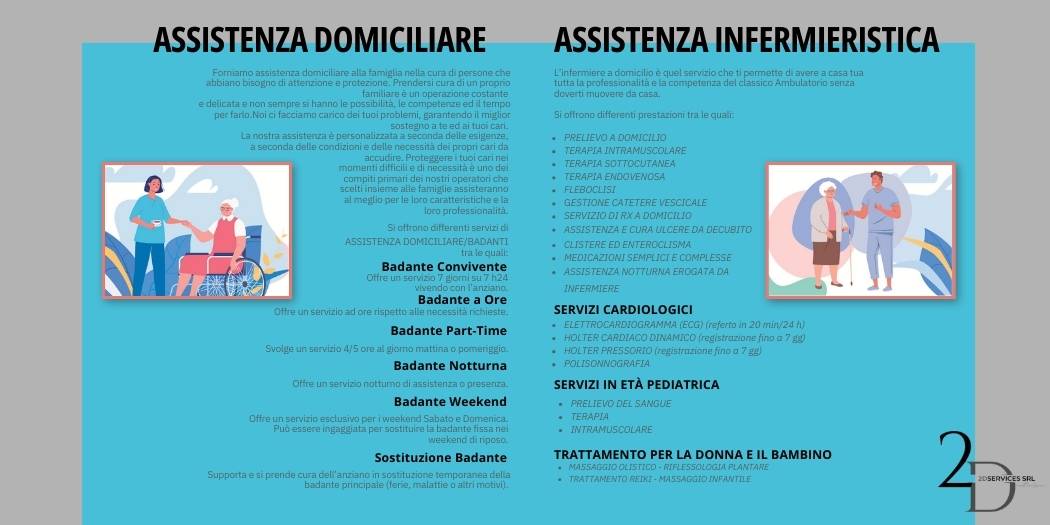 ASSISTENZA DOMICILIARE
Forniamo assistenza domiciliare alla famiglia nella cura di persone che
abbiano bisogno di attenzione e protezione. Prendersi cura di un proprio
familiare è un operazione costante
e delicata e non sempre si hanno le possibilità, le competenze ed il tempo
per farlo.Noi ci facciamo carico dei tuoi problemi, garantendo il miglior
sostegno a te ed ai tuoi cari.
La nostra assistenza è personalizzata a seconda delle esigenze,
a seconda delle condizioni e delle necessità dei propri cari da
accudire. Proteggere i tuoi cari nei
momenti difficili e di necessità è uno dei
compiti primari dei nostri operatori che
scelti insieme alle famiglie assisteranno
al meglio per le loro caratteristiche e la
loro professionalità.
Si offrono differenti servizi di
ASSISTENZA DOMICILIARE/BADANTI
tra le quali:
Badante Convivente
Offire un servizio 7 giorni su 7 h24
vivendo con l'anziano.
Badante a Ore
Offire un servizio ad ore rispetto alle necessità richieste.
Badante Part-Time
Svolge un servizio 4/5 ore al giorno mattina o pomeriggio.
Badante Notturna
Offre un servizio notturno di assistenza o presenza.
Badante Weekend
Offre un servizio esclusivo per i weekend Sabato e Domenica.
Può essere ingaggiata per sostituire la badante fissa nei
weekend di riposo.
Sostituzione Badante
Supporta e si prende cura dell'anziano in sostituzione temporanea della
badante principale (ferie, malattie o altri motivi).
ASSISTENZA INFERMIERISTICA
L'infermiere a domicilio è quel servizio che ti permette di avere a casa tua
tutta la professionalità e la competenza del classico Ambulatorio senza
doverti muovere da casa.
Si offrono differenti prestazioni tra le quali:
• PRELIEVO A DOMICILIO
• TERAPIA INTRAMUSCOLARE
• TERAPIA SOTTOCUTANEA
• TERAPIA ENDOVENOSA
• FLEBOCLISI
• GESTIONE CATETERE VESCICALE
• SERVIZIO DI RX A DOMICILIO
• ASSISTENZA E CURA ULCERE DA DECUBITO
• CLISTERE ED ENTEROCLISMA
• MEDICAZIONI SEMPLICI E COMPLESSE
• ASSISTENZA NOTTURNA EROGATA DA
INFERMIERE
SERVIZI CARDIOLOGICI
• ELETTROCARDIOGRAMMA (ECG) (referto in 20 min/24 h)
• HOLTER CARDIACO DINAMICO (registrazione fino a 7 gg)
• HOLTER PRESSORIO (registrazione fino a 7 gg)
• POLISONNOGRAFIA
SERVIZI IN ETÀ PEDIATRICA
• PRELIEVO DEL SANGUE
• TERAPIA
• INTRAMUSCOLARE
TRATTAMENTO PER LA DONNA E IL BAMBINO
• MASSAGGIO OLISTICO - RIFLESSOLOGIA PLANTARE
• TRATTAMENTO REIKI - MASSAGGIO INFANTILE
2D
2DSERVICES SRL